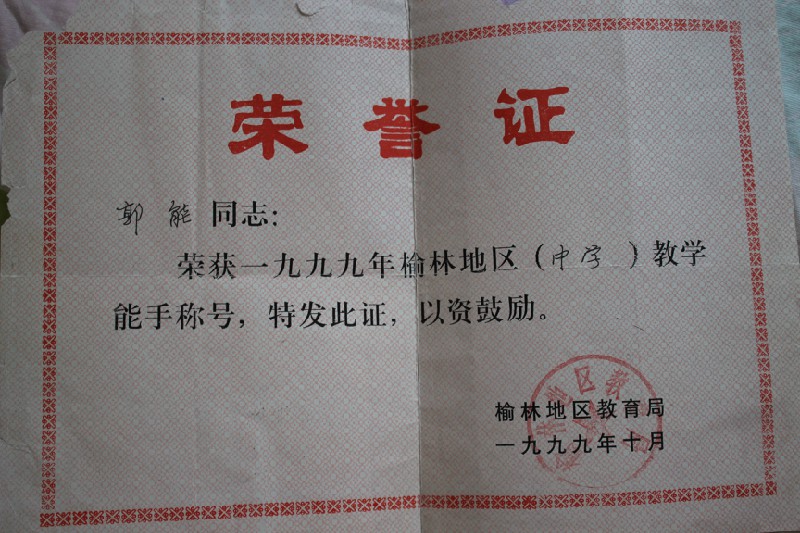 荣誉证
郭能同志:
荣获一九九九年榆林地区(中学)教学
能手称号,特发此证,以资鼓励。
榆林地区教育局
一九九九年十月